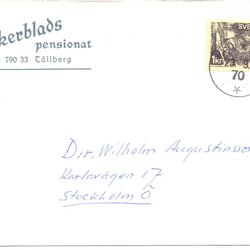 kerblads
pensionat
790 33 Tällberg
SVE
1kr
70
Dir. Wilhelm Augustinsson
Karlavägen 17
Stockholm Ö